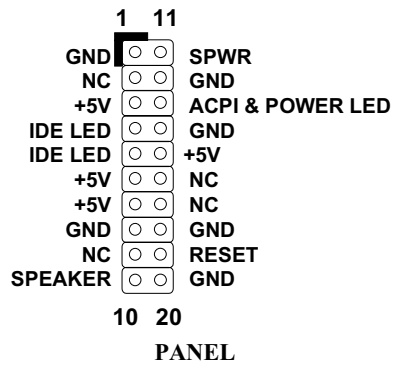 1 11
GND SPWR
NC GND
+5V ACPI & POWER LED
IDE LED GND
IDE LED +5V
+5V NC
+5V NC
GND GND
NC RESET
SPEAKER GND
10 20
PANEL